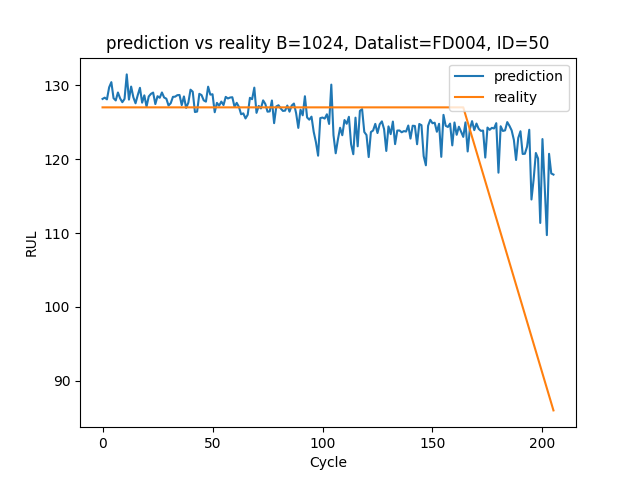 prediction vs reality B=1024, Datalist=FD004, ID=50
prediction
reality
130
120
110
100
90
RUL
0
50
100
150
200
Cycle